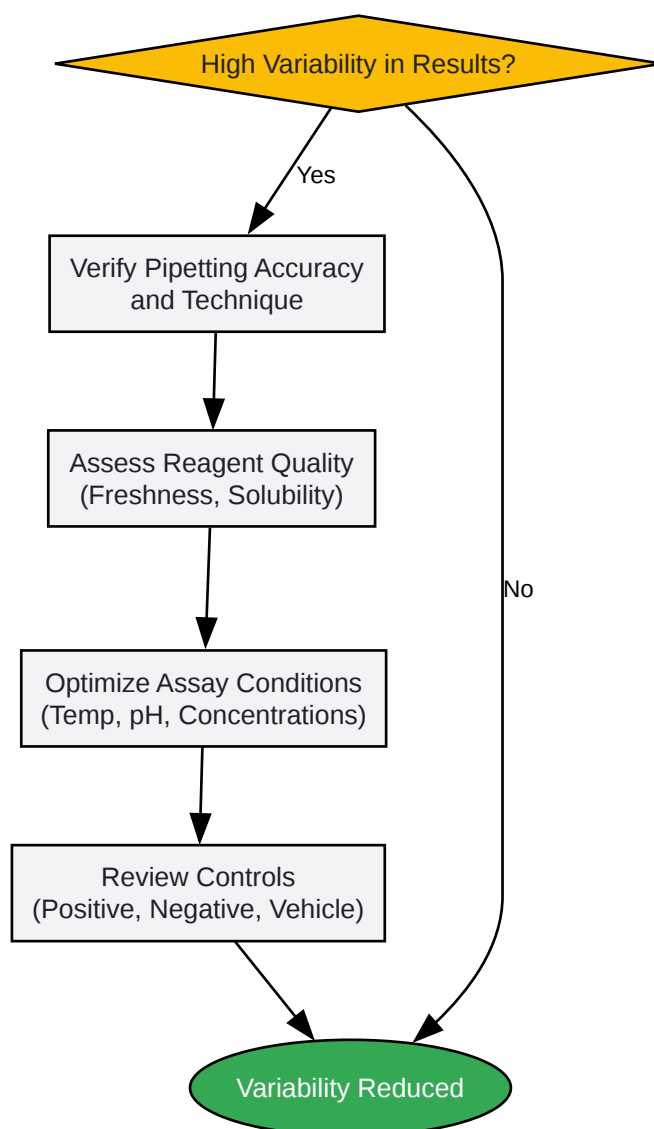 High Variability in Results?
Yes
Verify Pipetting Accuracy
and Technique
Assess Reagent Quality
(Freshness, Solubility)
No
Optimize Assay Conditions
(Temp, pH, Concentrations)
Review Controls
(Positive, Negative, Vehicle)
Variability Reduced